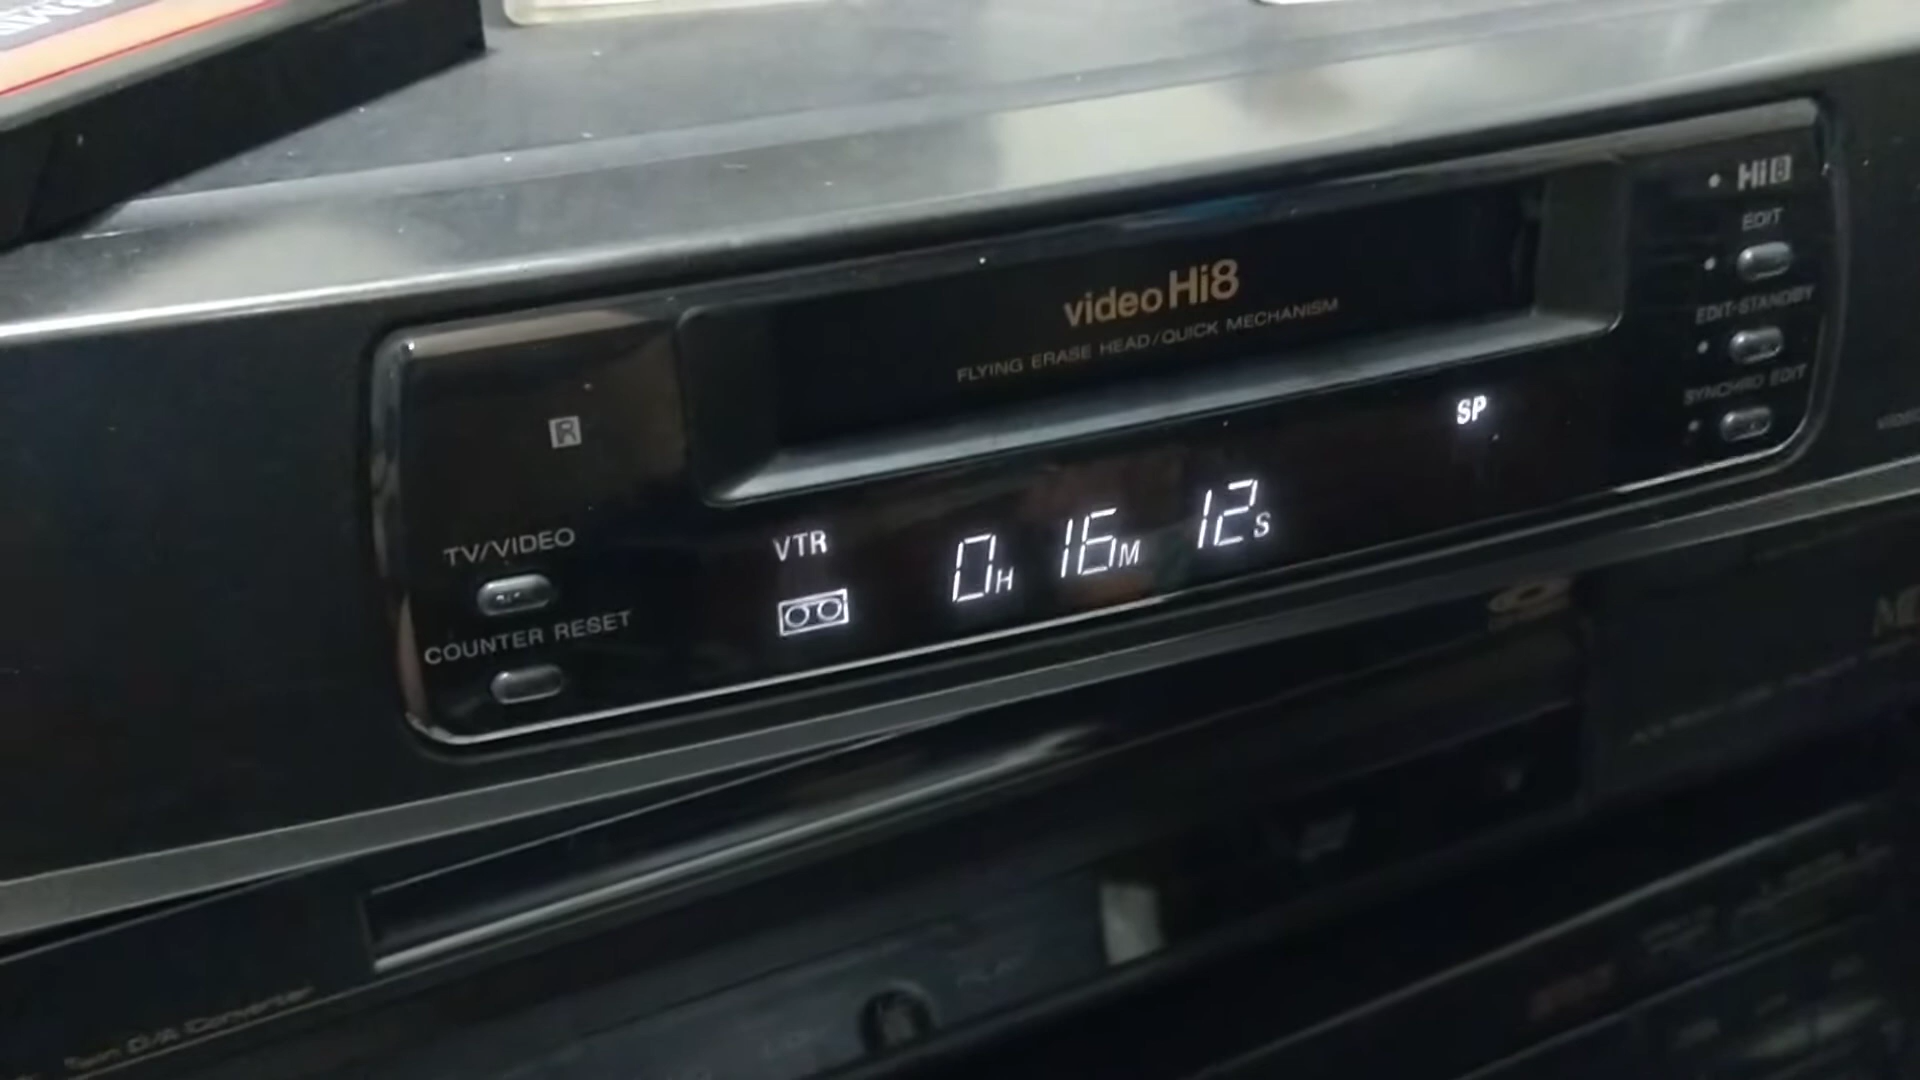 Hi8
EDIT
EDIT-STANDBY
SYNCHRO EDIT
video Hi8
FLYING ERASE HEAD/QUICK MECHANISM
R
SP
TV/VIDEO
COUNTER RESET
VTR
0H 16M 12S
D/A Converter